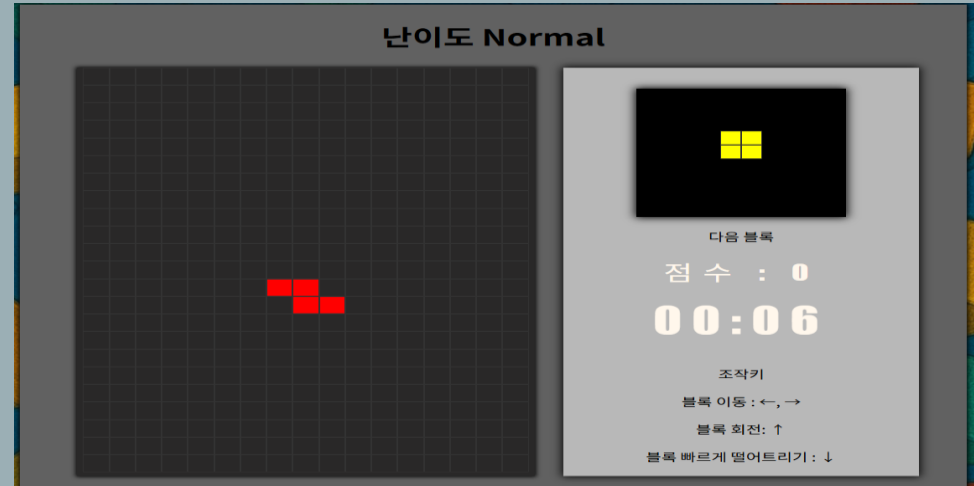 난이도 Normal
다음 블록
점 수 : 0
00:06
조작키
블록 이동 : ←, →
블록 회전: ↑
블록 빠르게 떨어트리기 : ↓